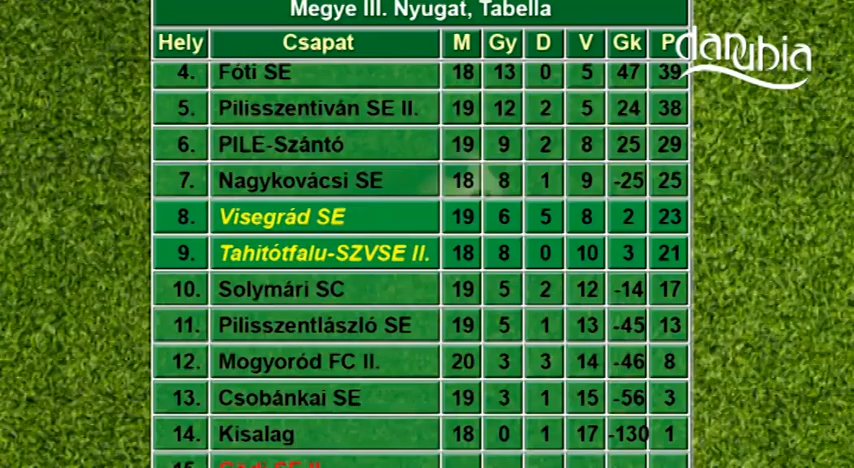 Megye III. Nyugat, Tabella
Hely Csapat M Gy D V Gk P
danubia
4. Fóti SE 18 13 0 5 47 39
5. Pilisszentiván SE II. 19 12 2 5 24 38
6. PILE-Szántó 19 9 2 8 25 29
7. Nagykovácsi SE 18 8 1 9 -25 25
8. Visegrád SE 19 6 5 8 2 23
9. Tahitótfalu-SZVSE II. 18 8 0 10 3 21
10. Solymári SC 19 5 2 12 -14 17
11. Pilisszentlászló SE 19 5 1 13 -45 13
12. Mogyoród FC II. 20 3 3 14 -46 8
13. Csobánkai SE 19 3 1 15 -56 3
14. Kisalag 18 0 1 17 -130 1